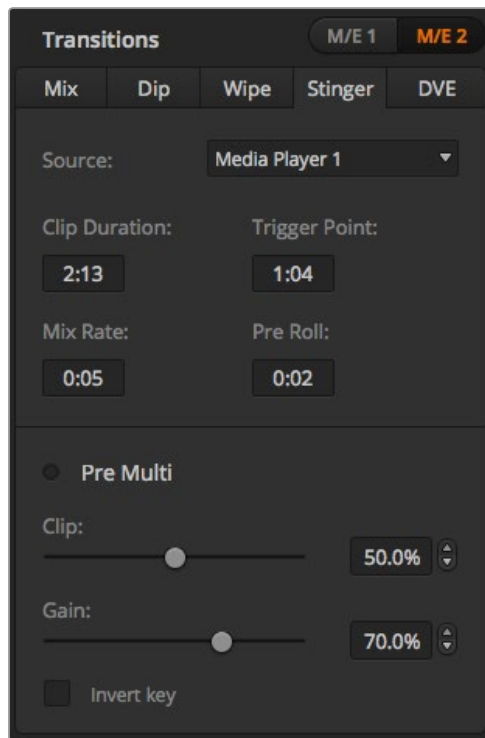 Transitions M/E 1 M/E 2
Mix Dip Wipe Stinger DVE
Source: Media Player 1
Clip Duration: Trigger Point:
2:13 1:04
Mix Rate: Pre Roll:
0:05 0:02
Pre Multi
Clip:
50.0%
Gain:
70.0%
Invert key